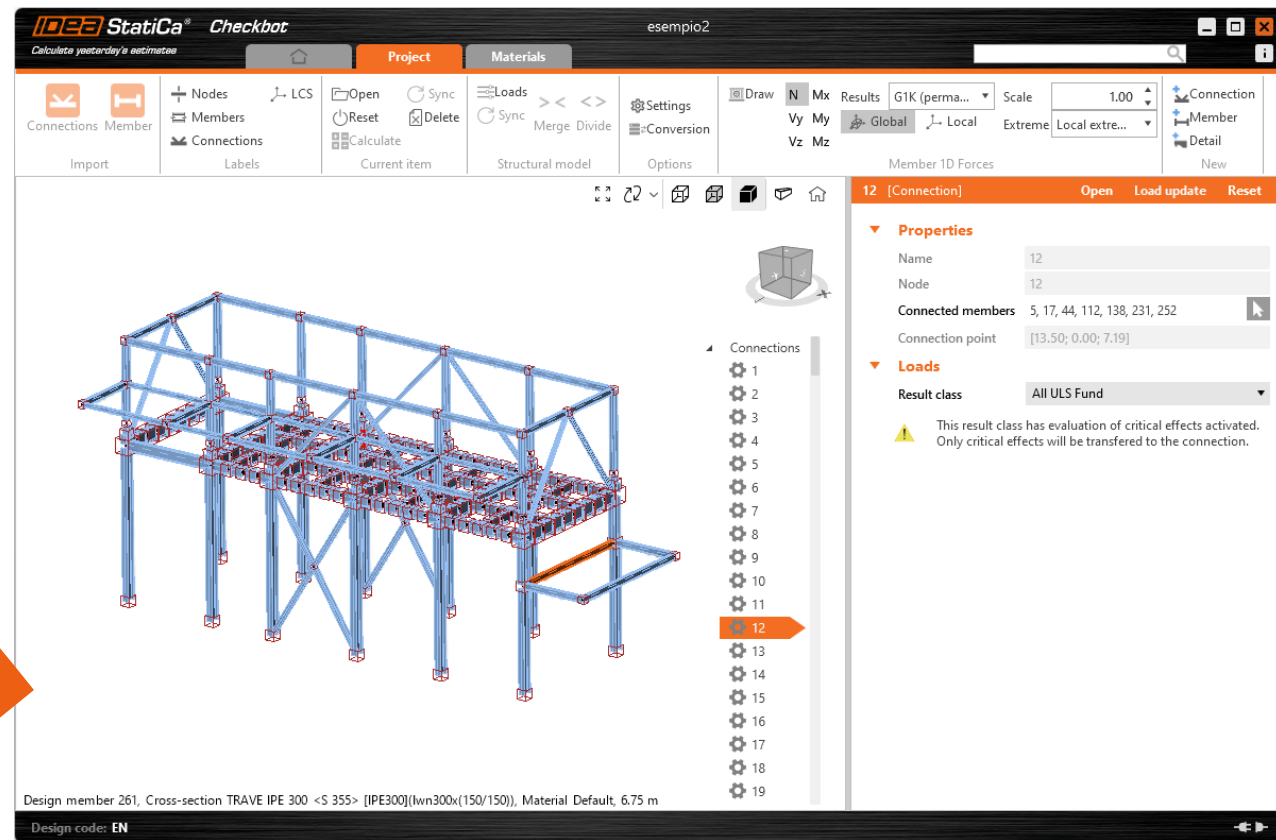 IDEA StatiCa® Checkbot
esempio2
Calculate yesterday's estimates
Project Materials
Connections Member
Import
Nodes LCS
Members
Connections
Labels
Open Sync
Reset Delete
Calculate
Current item
Loads
Sync
Merge Divide
Structural model
Settings
Conversion
Options
Draw N Mx
Vy My
Vz Mz
Results G1K (perma... Scale 1.00
Global Local Extreme Local extre...
Member 1D Forces
Connection
Member
Detail
New
Connections
1
2
3
4
5
6
7
8
9
10
11
12
13
14
15
16
17
18
19
Design member 261, Cross-section TRAVE IPE 300 <S 355> [IPE300](Iwn300x(150/150)), Material Default, 6.75 m
12 [Connection] Open Load update Reset
Properties
Name 12
Node 12
Connected members 5, 17, 44, 112, 138, 231, 252
Connection point [13.50; 0.00; 7.19]
Loads
Result class All ULS Fund
This result class has evaluation of critical effects activated.
Only critical effects will be transfered to the connection.
Design code: EN